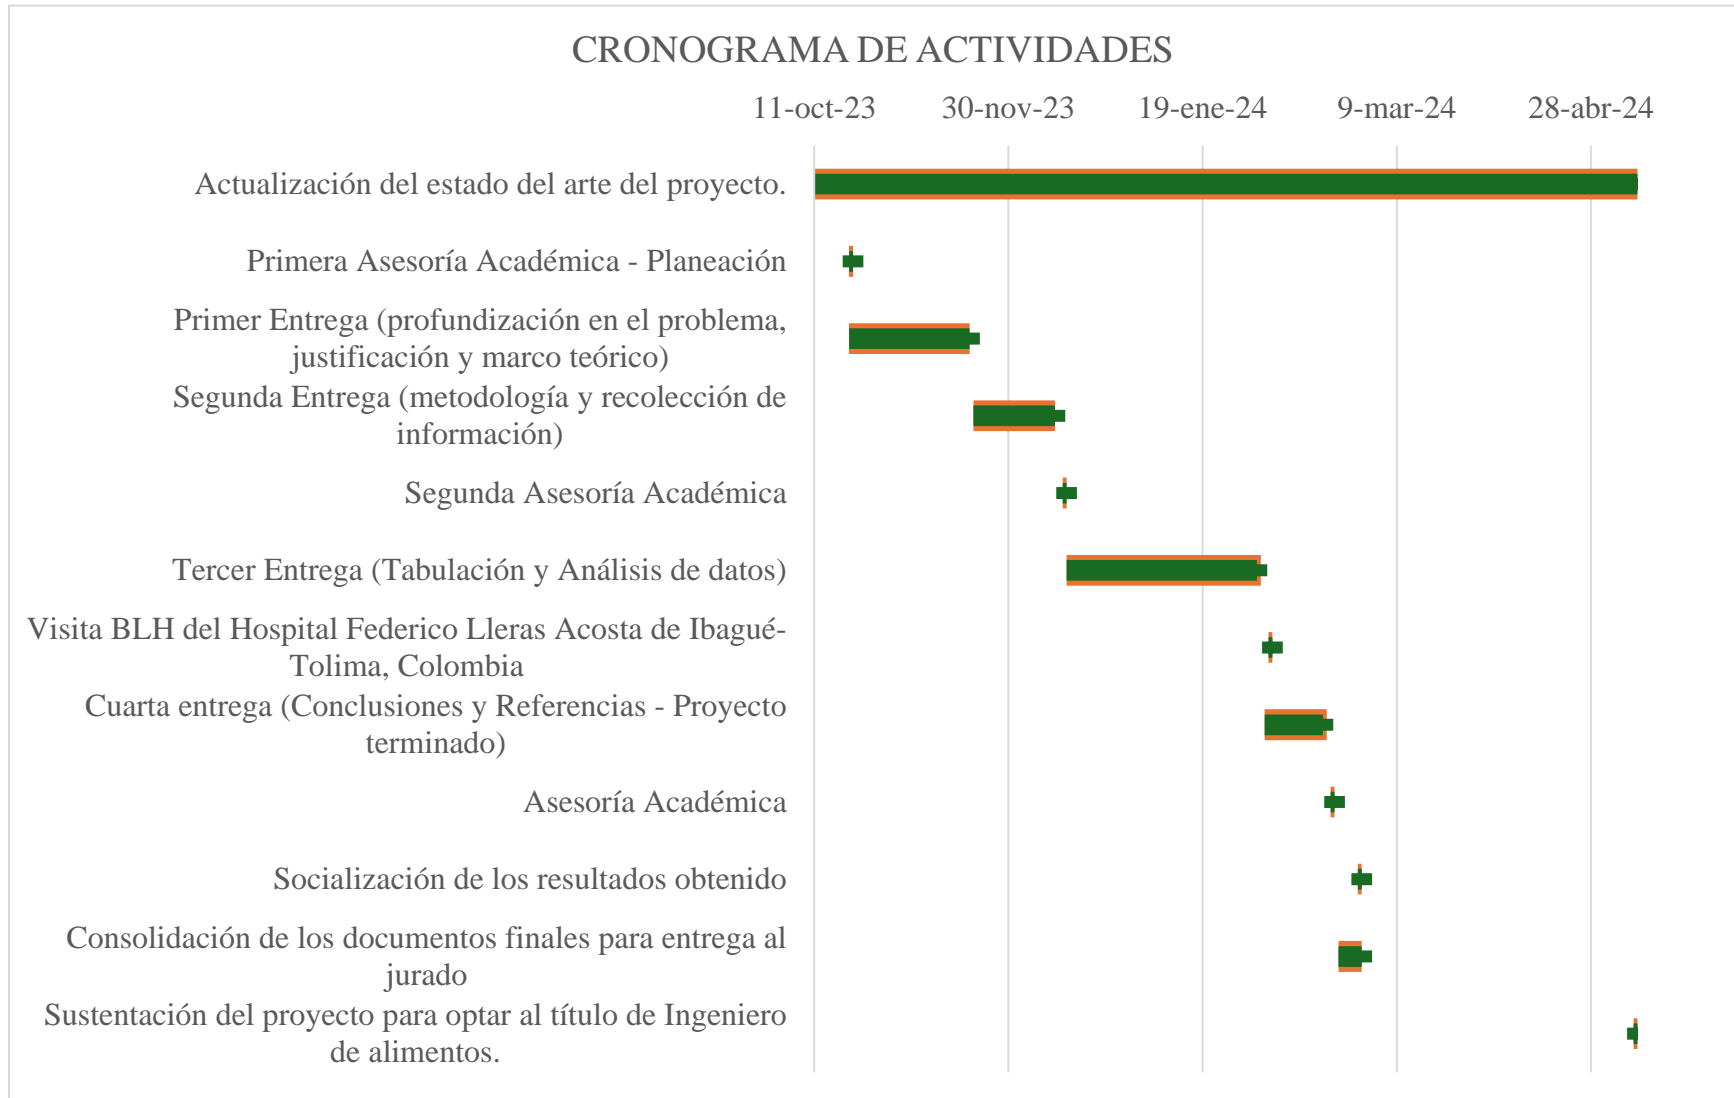 CRONOGRAMA DE ACTIVIDADES
11-oct-23 30-nov-23 19-ene-24 9-mar-24 28-abr-24
Actualización del estado del arte del proyecto.
Primera Asesoría Académica - Planeación
Primer Entrega (profundización en el problema,
justificación y marco teórico)
Segunda Entrega (metodología y recolección de
información)
Segunda Asesoría Académica
Tercer Entrega (Tabulación y Análisis de datos)
Visita BLH del Hospital Federico Lleras Acosta de Ibagué-
Tolima, Colombia
Cuarta entrega (Conclusiones y Referencias - Proyecto
terminado)
Asesoría Académica
Socialización de los resultados obtenido
Consolidación de los documentos finales para entrega al
jurado
Sustentación del proyecto para optar al título de Ingeniero
de alimentos.